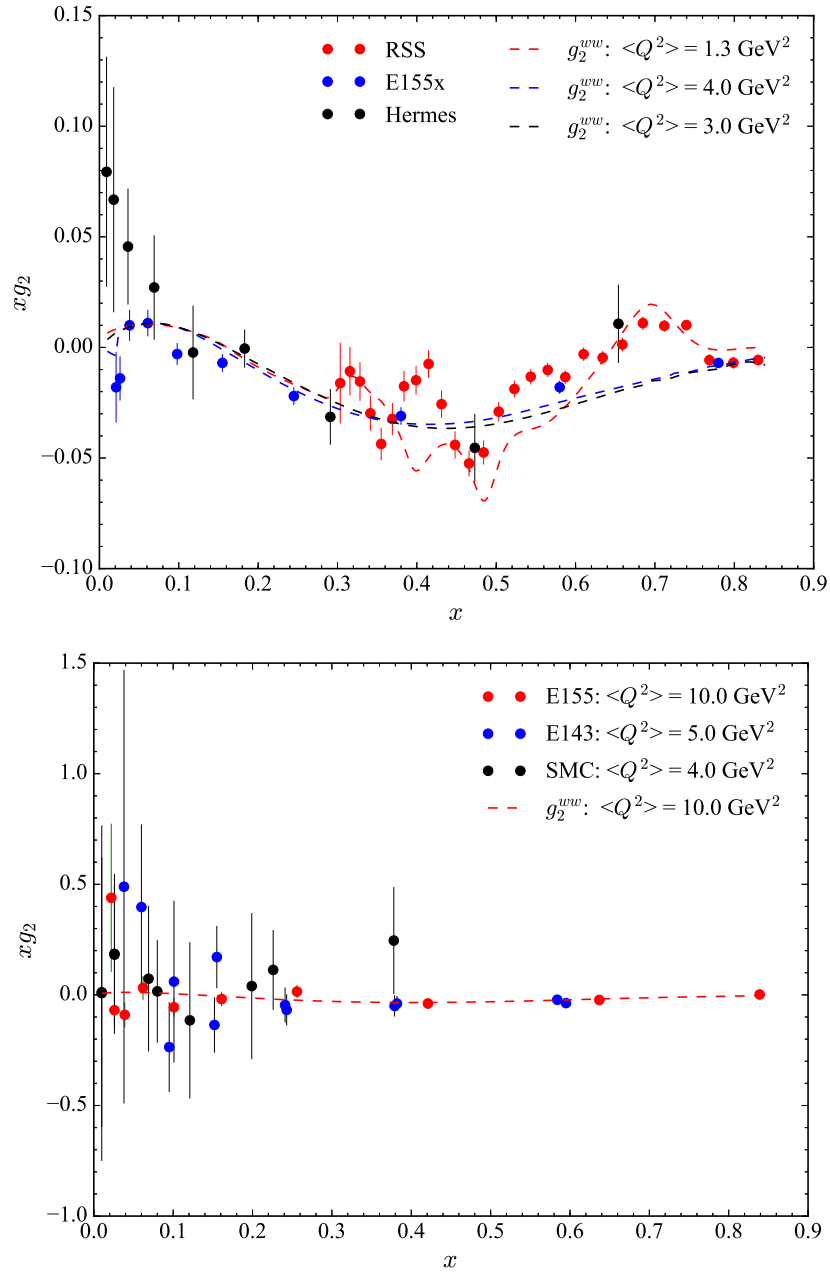 0.15
0.10
0.05
0.00
−0.05
−0.10
xg₂
RSS
E155x
Hermes
g₂ʷʷ: <Q²> = 1.3 GeV²
g₂ʷʷ: <Q²> = 4.0 GeV²
g₂ʷʷ: <Q²> = 3.0 GeV²
0.0 0.1 0.2 0.3 0.4 0.5 0.6 0.7 0.8 0.9
x
1.5
1.0
0.5
0.0
−0.5
−1.0
xg₂
E155: <Q²> = 10.0 GeV²
E143: <Q²> = 5.0 GeV²
SMC: <Q²> = 4.0 GeV²
g₂ʷʷ: <Q²> = 10.0 GeV²
0.0 0.1 0.2 0.3 0.4 0.5 0.6 0.7 0.8 0.9
x